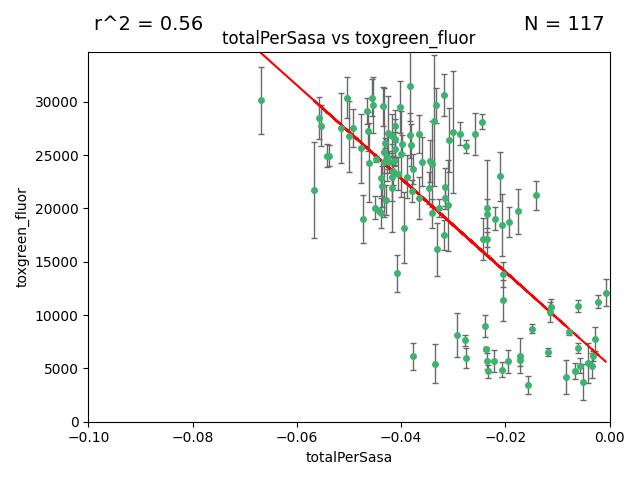 r^2 = 0.56
N = 117
totalPerSasa vs toxgreen_fluor
toxgreen_fluor
30000
25000
20000
15000
10000
5000
0
−0.10
−0.08
−0.06
−0.04
−0.02
0.00
totalPerSasa